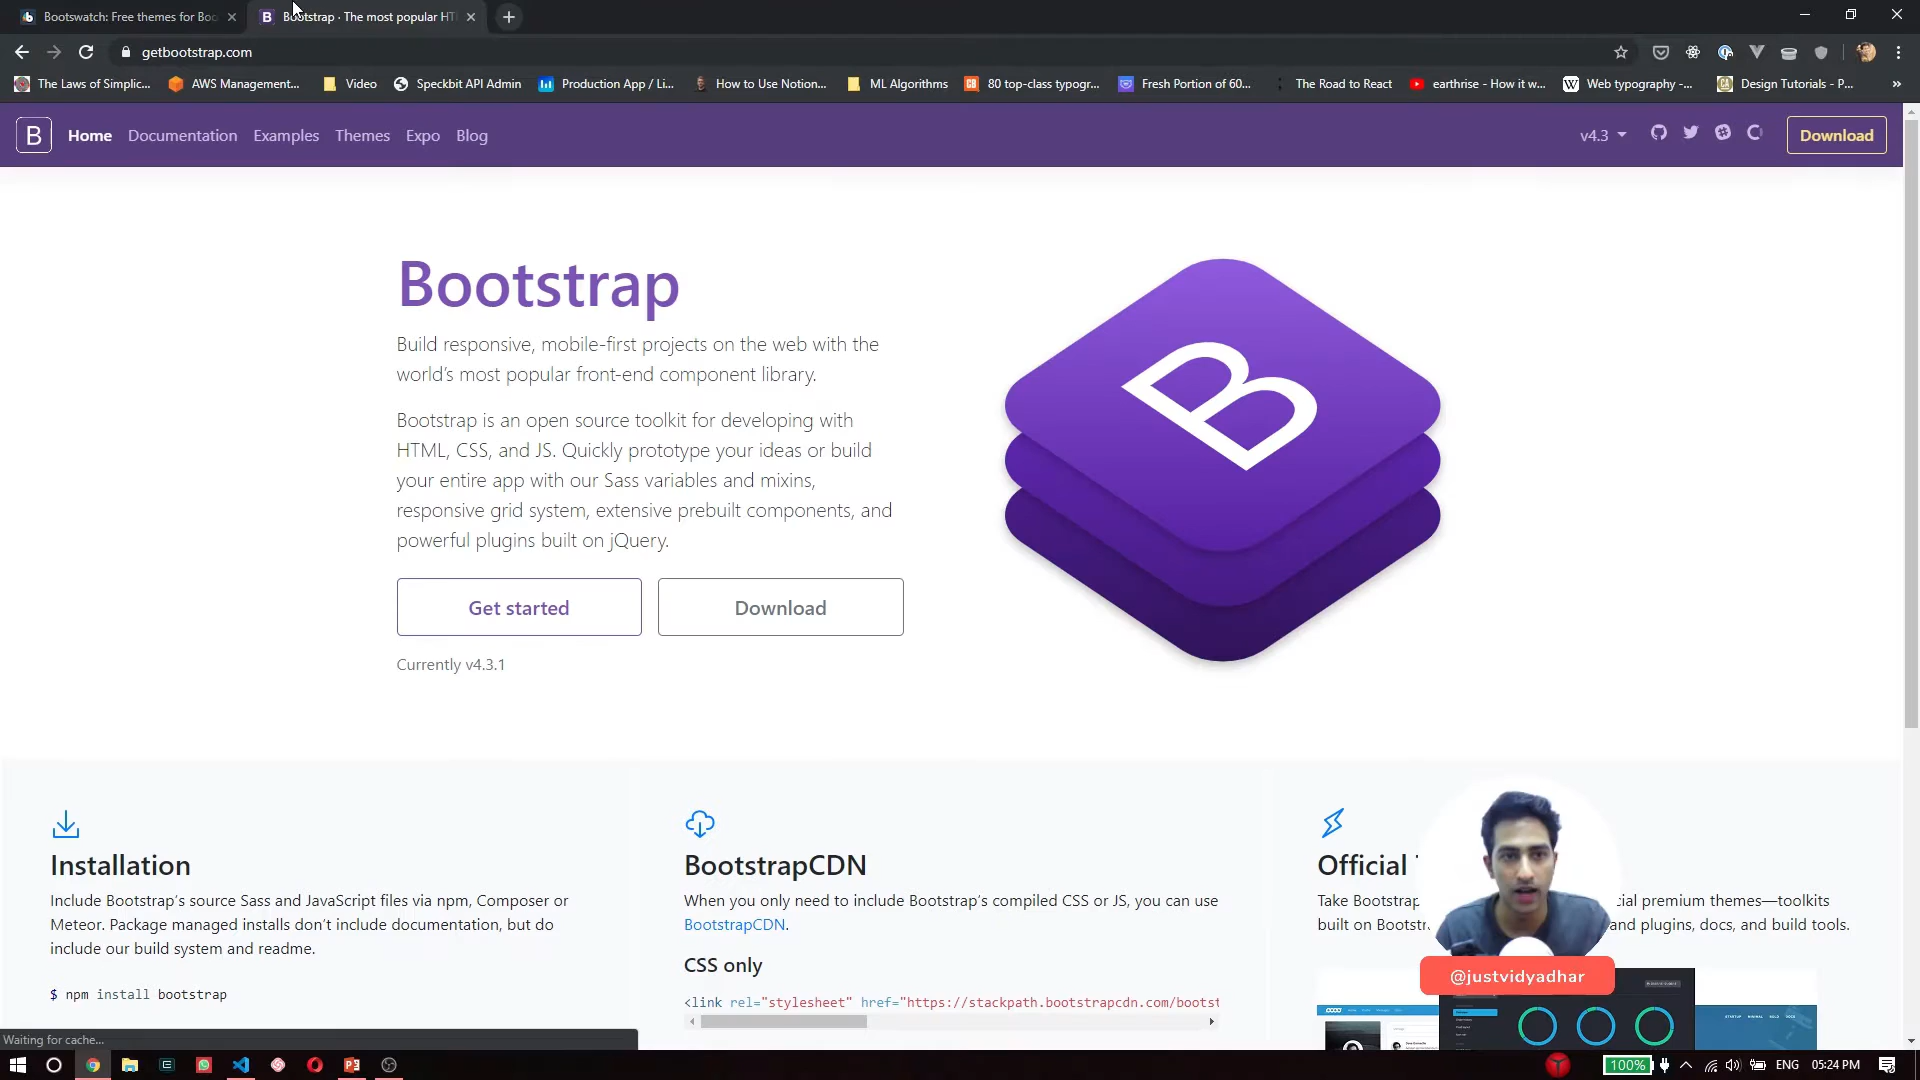 Bootswatch: Free themes for Boo
Bootstrap · The most popular HT
getbootstrap.com
The Laws of Simplic...
AWS Management...
Video
Speckbit API Admin
Production App / Li...
How to Use Notion...
ML Algorithms
80 top-class typogr...
Fresh Portion of 60...
The Road to React
earthrise - How it w...
Web typography -...
Design Tutorials - P...
B
Home
Documentation
Examples
Themes
Expo
Blog
v4.3
Download
Bootstrap
Build responsive, mobile-first projects on the web with the
world's most popular front-end component library.
Bootstrap is an open source toolkit for developing with
HTML, CSS, and JS. Quickly prototype your ideas or build
your entire app with our Sass variables and mixins,
responsive grid system, extensive prebuilt components, and
powerful plugins built on jQuery.
Get started
Download
Currently v4.3.1
B
Installation
Include Bootstrap's source Sass and JavaScript files via npm, Composer or
Meteor. Package managed installs don't include documentation, but do
include our build system and readme.
$ npm install bootstrap
BootstrapCDN
When you only need to include Bootstrap's compiled CSS or JS, you can use
BootstrapCDN.
CSS only
<link rel="stylesheet" href="https://stackpath.bootstrapcdn.com/bootst
Official
Take Bootstrap cial premium themes—toolkits
built on Bootstr and plugins, docs, and build tools.
@justvidyadhar
Waiting for cache...
100%
ENG
05:24 PM